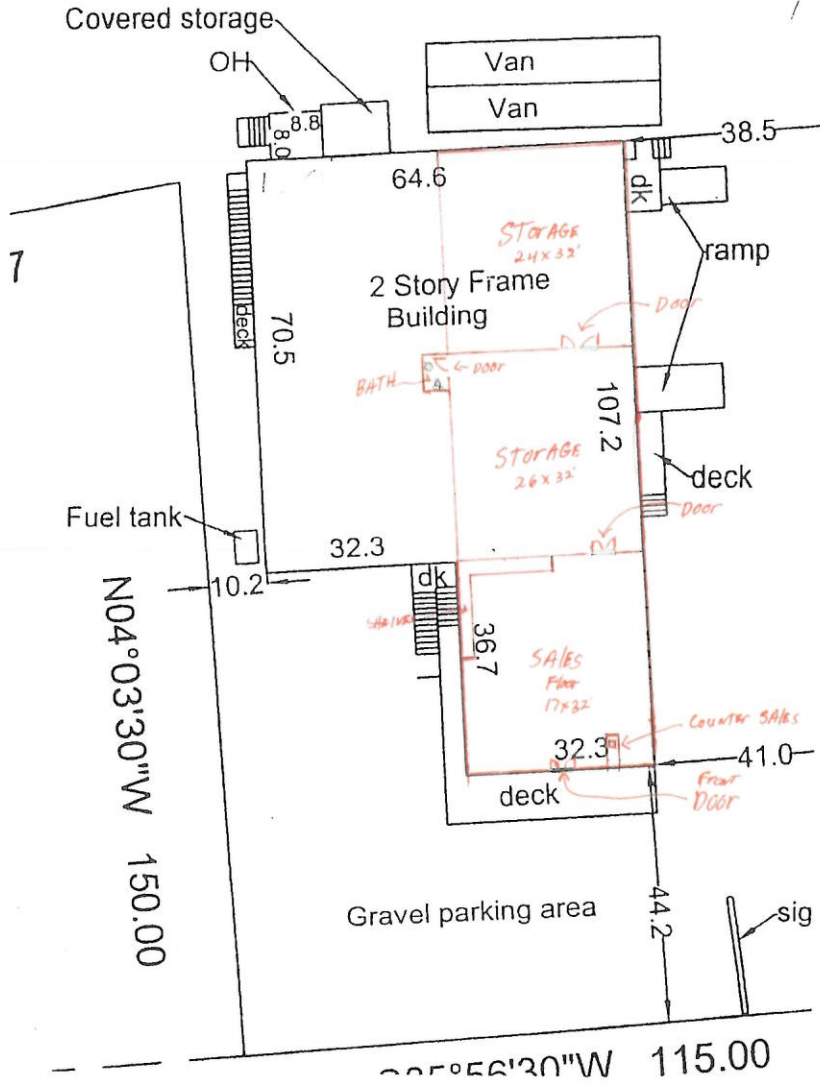 Covered storage
OH
Van
Van
8.8
8.0
38.5
64.6
dk
STORAGE
ramp
7
2 Story Frame
Building
Door
deck
70.5
BATH
DOOR
107.2
STORAGE
26 x 32'
deck
Door
Fuel tank
32.3
10.2
dk
N04°03'30"W 150.00
36.7
SALES
Floor
17x32'
COUNTER SALES
32.3
41.0
deck
Front
DOOR
Gravel parking area
44.2
sig
56'30"W 115.00